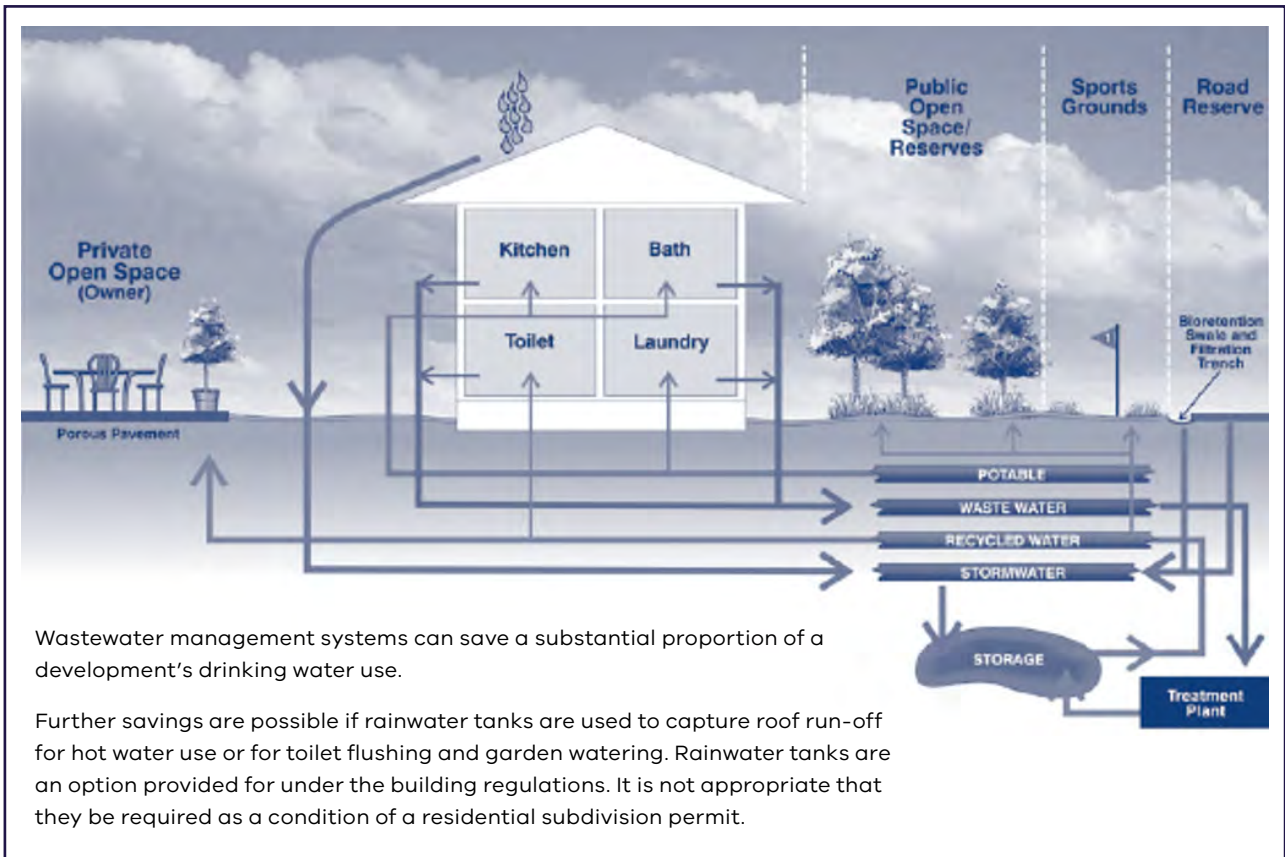 Public
Open
Space/
Reserves
Sports
Grounds
Road
Reserve
Private
Open Space
(Owner)
Kitchen
Bath
Toilet
Laundry
Bioretention
Swale and
Filtration
Trench
Porous Pavement
POTABLE
WASTE WATER
RECYCLED WATER
STORMWATER
STORAGE
Treatment
Plant
Wastewater management systems can save a substantial proportion of a
development’s drinking water use.
Further savings are possible if rainwater tanks are used to capture roof run-off
for hot water use or for toilet flushing and garden watering. Rainwater tanks are
an option provided for under the building regulations. It is not appropriate that
they be required as a condition of a residential subdivision permit.